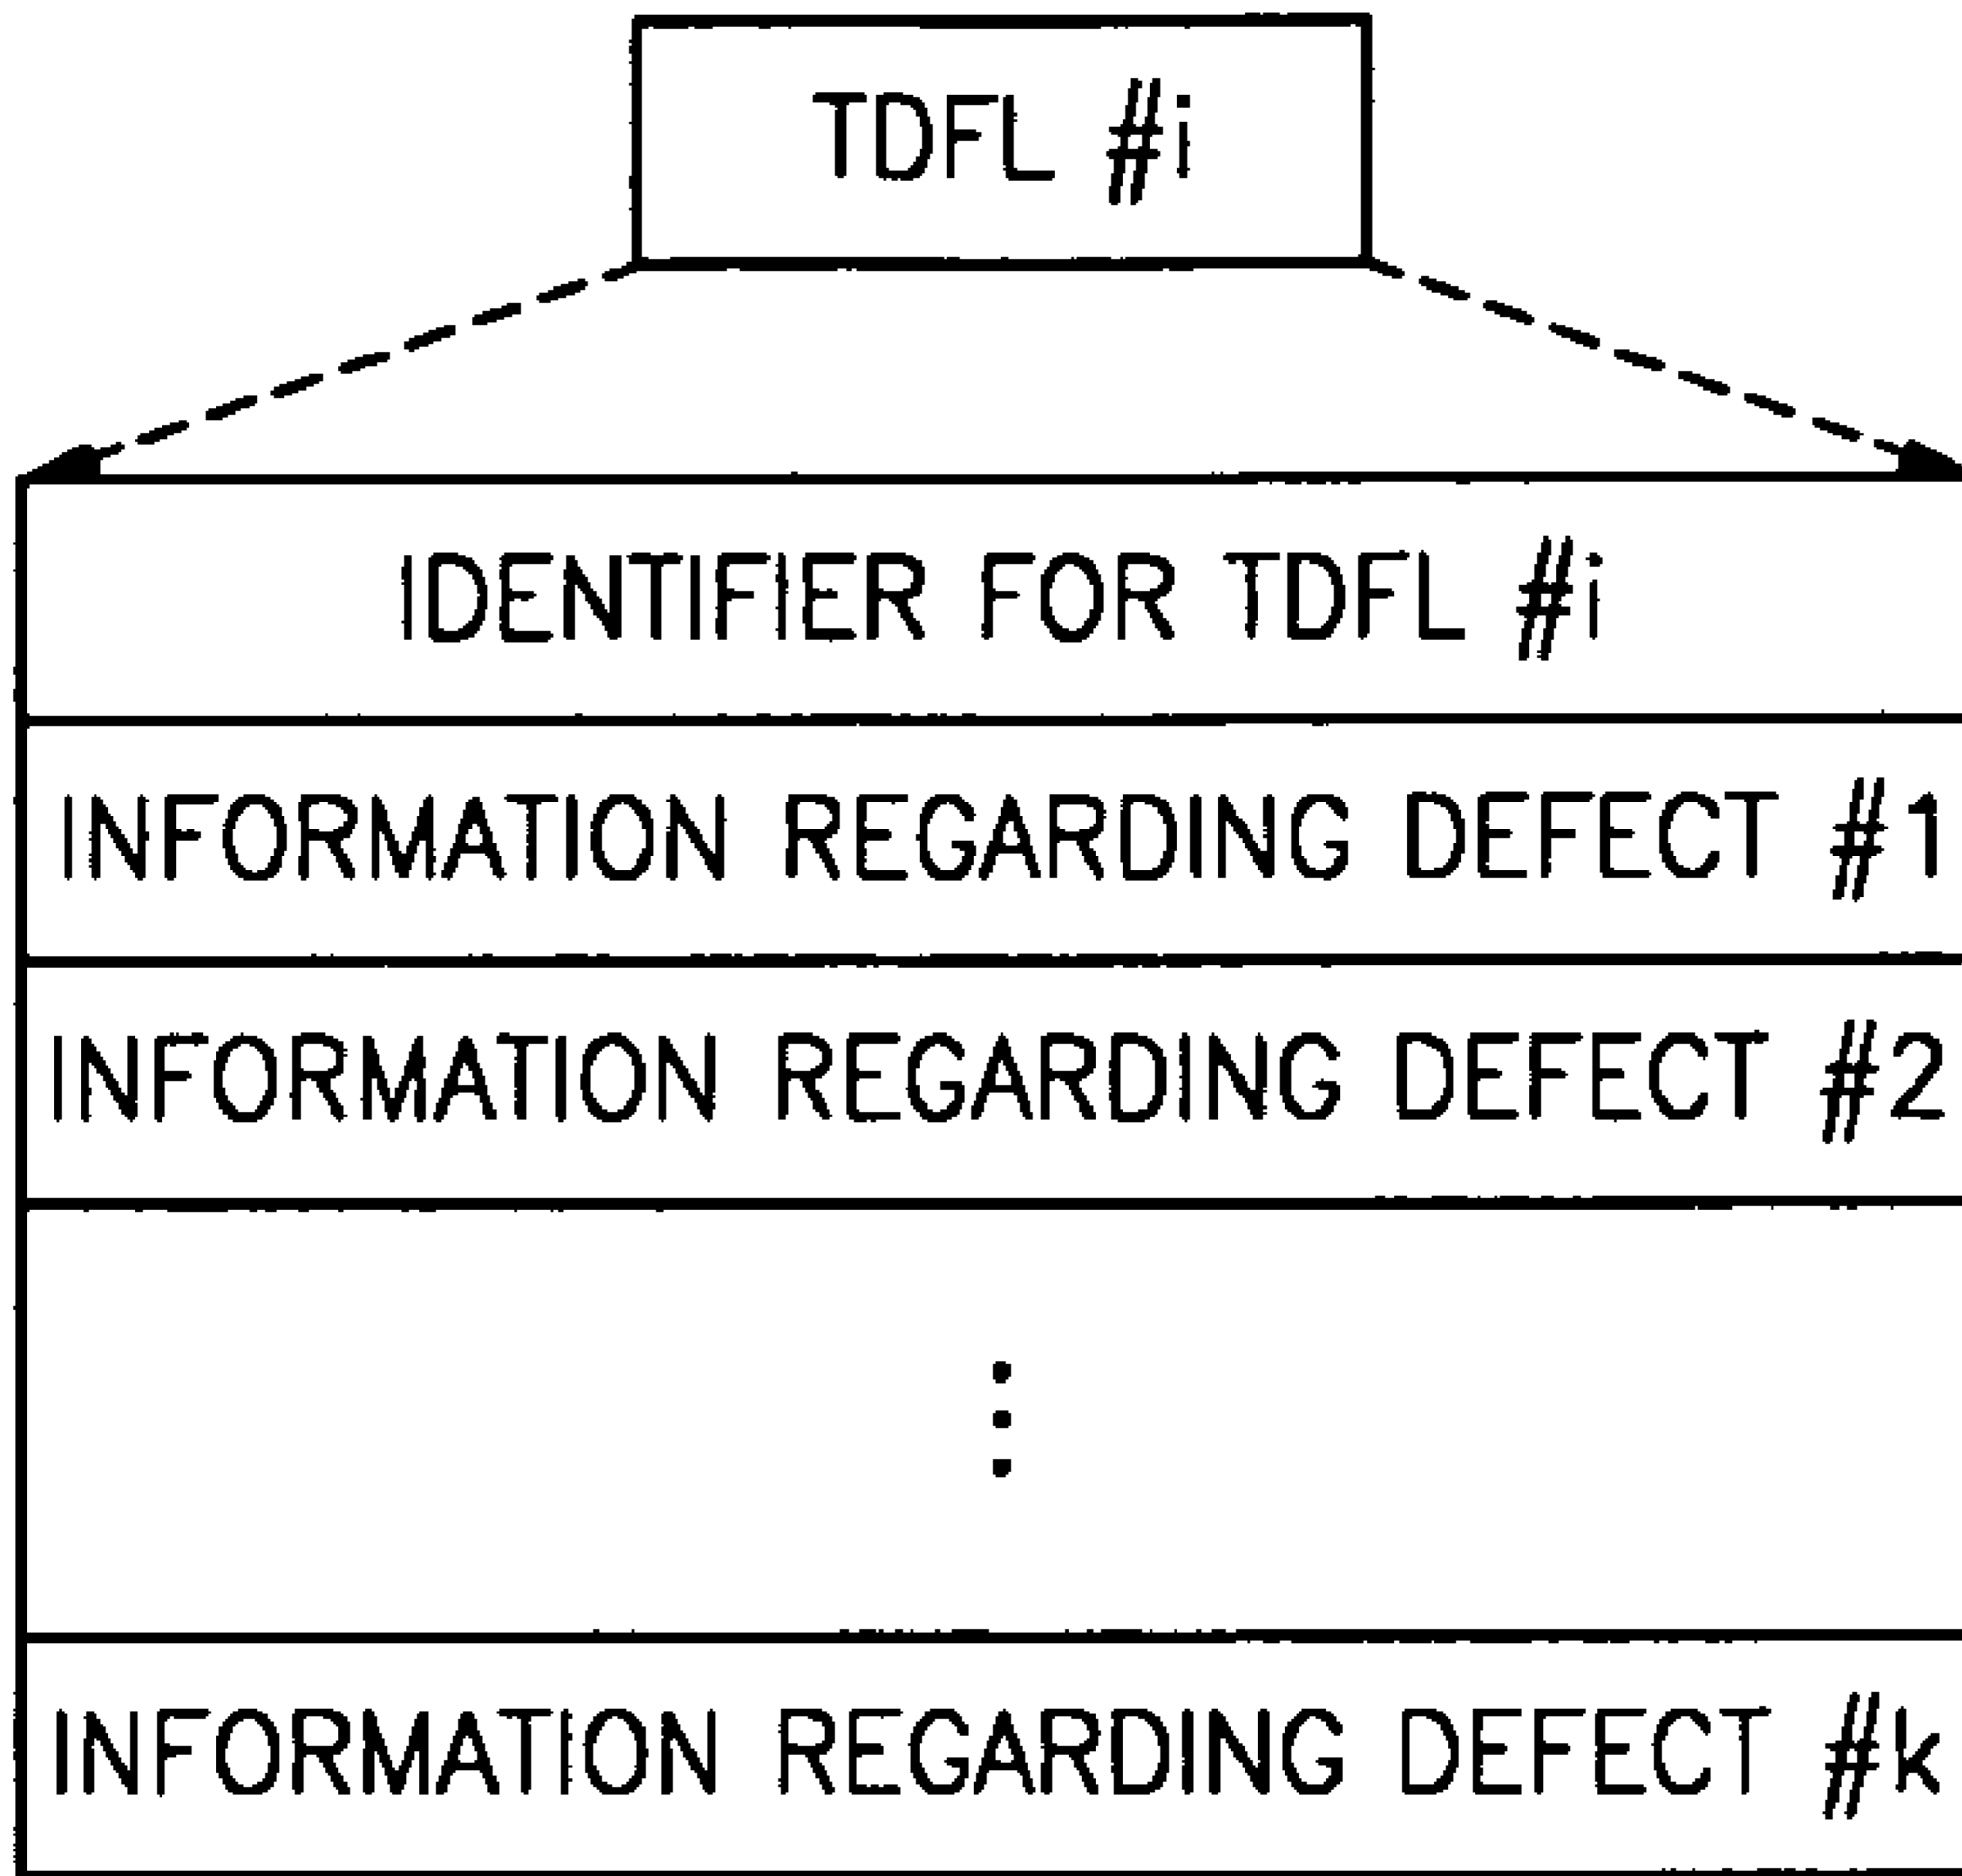 TDFL #i
IDENTIFIER FOR TDFL #i
INFORMATION REGARDING DEFECT #1
INFORMATION REGARDING DEFECT #2
INFORMATION REGARDING DEFECT #k